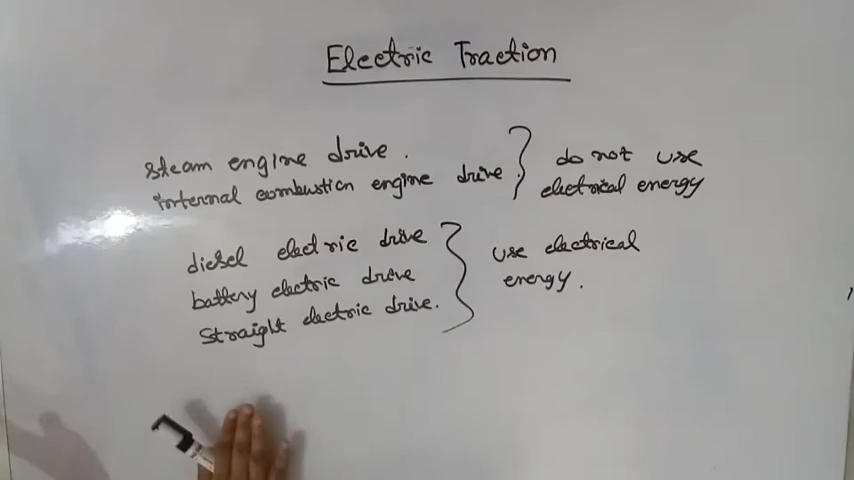 Electric Traction
steam engine drive.
internal combustion engine drive.
do not use
electrical energy
diesel electric drive
battery electric drive
Straight electric drive.
use electrical
energy.